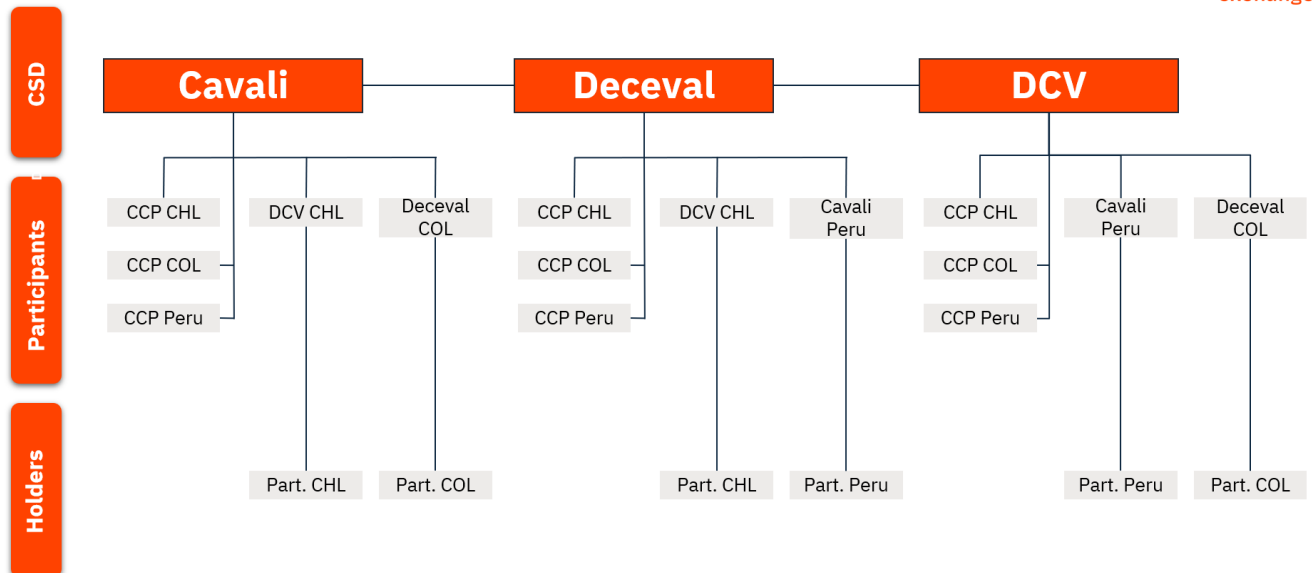 CSD
Cavali
Deceval
DCV
Participants
CCP CHL
DCV CHL
Deceval
COL
CCP COL
CCP Peru
CCP CHL
DCV CHL
Cavali
Peru
CCP COL
CCP Peru
CCP CHL
Cavali
Peru
Deceval
COL
CCP COL
CCP Peru
Holders
Part. CHL
Part. COL
Part. CHL
Part. Peru
Part. Peru
Part. COL